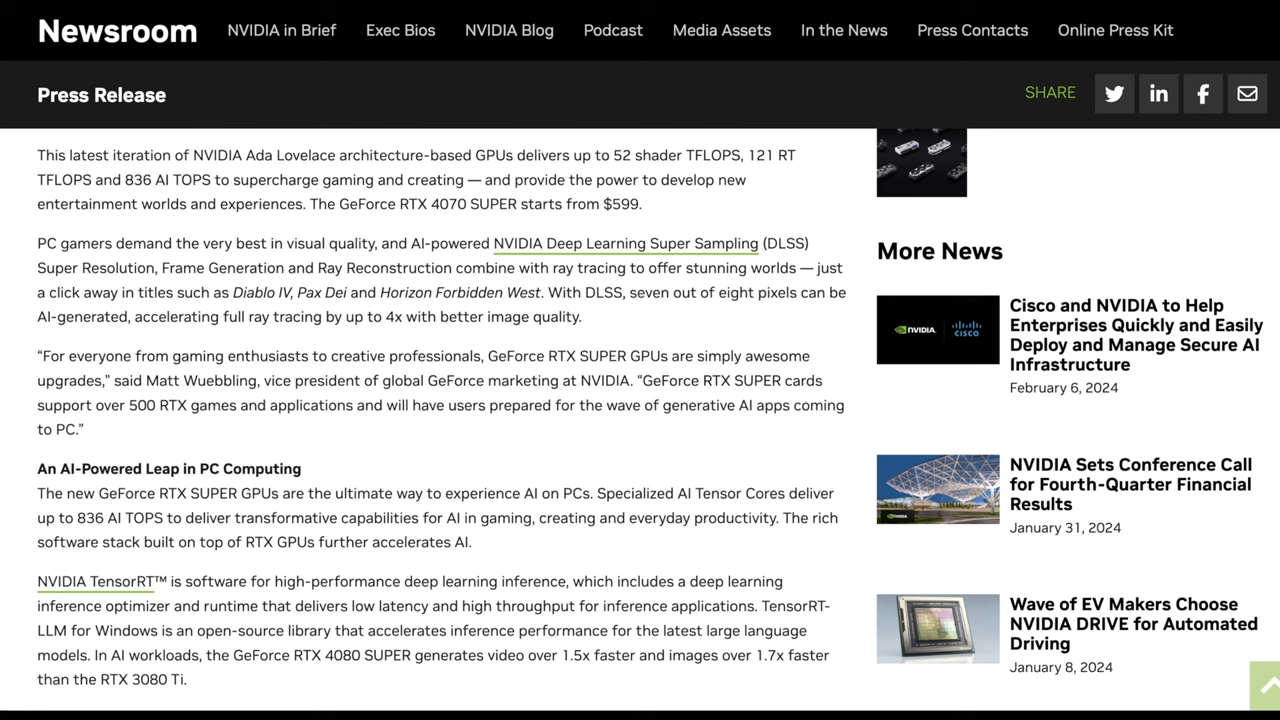 Newsroom
NVIDIA in Brief
Exec Bios
NVIDIA Blog
Podcast
Media Assets
In the News
Press Contacts
Online Press Kit
Press Release
SHARE
This latest iteration of NVIDIA Ada Lovelace architecture-based GPUs delivers up to 52 shader TFLOPS, 121 RT
TFLOPS and 836 AI TOPS to supercharge gaming and creating — and provide the power to develop new
entertainment worlds and experiences. The GeForce RTX 4070 SUPER starts from $599.
PC gamers demand the very best in visual quality, and AI-powered NVIDIA Deep Learning Super Sampling (DLSS)
Super Resolution, Frame Generation and Ray Reconstruction combine with ray tracing to offer stunning worlds — just
a click away in titles such as Diablo IV, Pax Dei and Horizon Forbidden West. With DLSS, seven out of eight pixels can be
AI-generated, accelerating full ray tracing by up to 4x with better image quality.
“For everyone from gaming enthusiasts to creative professionals, GeForce RTX SUPER GPUs are simply awesome
upgrades,” said Matt Wuebbling, vice president of global GeForce marketing at NVIDIA. “GeForce RTX SUPER cards
support over 500 RTX games and applications and will have users prepared for the wave of generative AI apps coming
to PC.”
An AI-Powered Leap in PC Computing
The new GeForce RTX SUPER GPUs are the ultimate way to experience AI on PCs. Specialized AI Tensor Cores deliver
up to 836 AI TOPS to deliver transformative capabilities for AI in gaming, creating and everyday productivity. The rich
software stack built on top of RTX GPUs further accelerates AI.
NVIDIA TensorRT™ is software for high-performance deep learning inference, which includes a deep learning
inference optimizer and runtime that delivers low latency and high throughput for inference applications. TensorRT-
LLM for Windows is an open-source library that accelerates inference performance for the latest large language
models. In AI workloads, the GeForce RTX 4080 SUPER generates video over 1.5x faster and images over 1.7x faster
than the RTX 3080 Ti.
More News
NVIDIA
CISCO
Cisco and NVIDIA to Help
Enterprises Quickly and Easily
Deploy and Manage Secure AI
Infrastructure
February 6, 2024
NVIDIA
NVIDIA Sets Conference Call
for Fourth-Quarter Financial
Results
January 31, 2024
Wave of EV Makers Choose
NVIDIA DRIVE for Automated
Driving
January 8, 2024